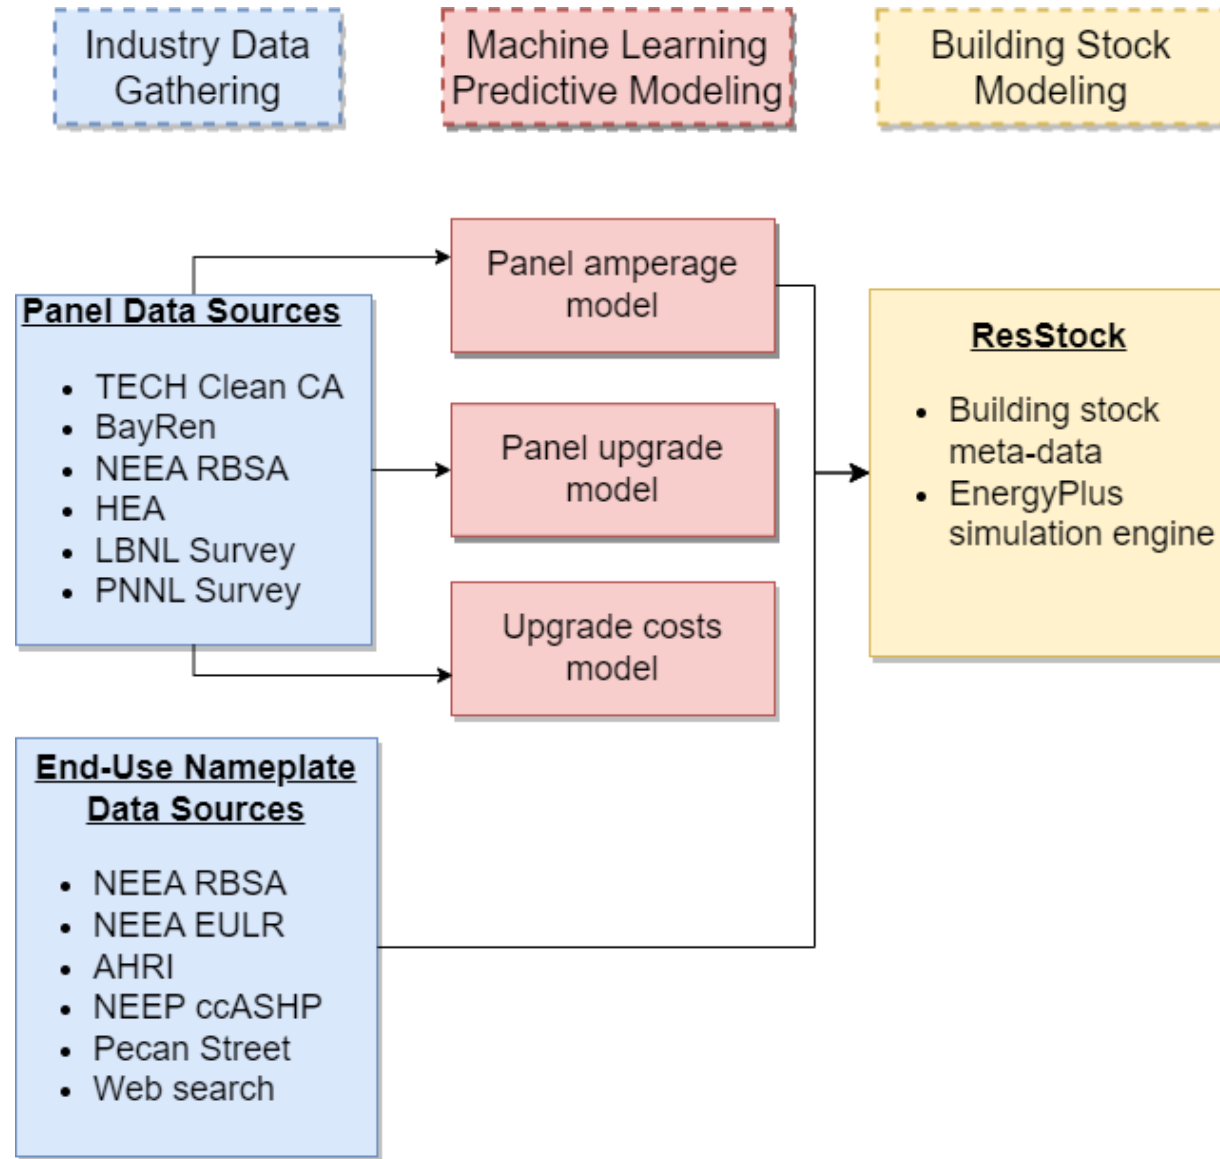 Industry Data
Gathering
Machine Learning
Predictive Modeling
Building Stock
Modeling
Panel Data Sources
• TECH Clean CA
• BayRen
• NEEA RBSA
• HEA
• LBNL Survey
• PNNL Survey
Panel amperage
model
Panel upgrade
model
Upgrade costs
model
ResStock
• Building stock
meta-data
• EnergyPlus
simulation engine
End-Use Nameplate
Data Sources
• NEEA RBSA
• NEEA EULR
• AHRI
• NEEP ccASHP
• Pecan Street
• Web search